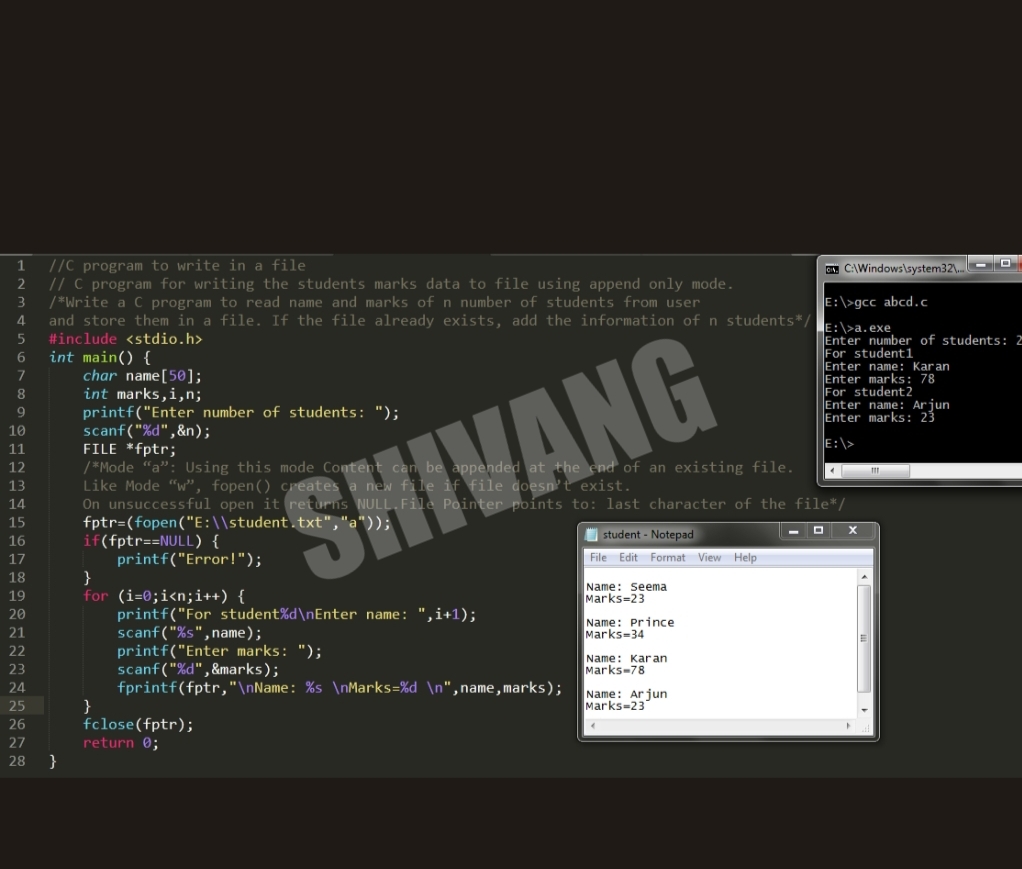 1 //C program to write in a file
2 // C program for writing the students marks data to file using append only mode.
3 /*Write a C program to read name and marks of n number of students from user
4 and store them in a file. If the file already exists, add the information of n students*/
5 #include <stdio.h>
6 int main() {
7 char name[50];
8 int marks,i,n;
9 printf("Enter number of students: ");
10 scanf("%d",&n);
11 FILE *fptr;
12 /*Mode “a”: Using this mode Content can be appended at the end of an existing file.
13 Like Mode “w”, fopen() creates a new file if file doesn’t exist.
14 On unsuccessful open it returns NULL.File Pointer points to: last character of the file*/
15 fptr=(fopen("E:\\student.txt","a"));
16 if(fptr==NULL) {
17 printf("Error!");
18 }
19 for (i=0;i<n;i++) {
20 printf("For student%d\nEnter name: ",i+1);
21 scanf("%s",name);
22 printf("Enter marks: ");
23 scanf("%d",&marks);
24 fprintf(fptr,"\nName: %s \nMarks=%d \n",name,marks);
25 }
26 fclose(fptr);
27 return 0;
28 }
SHIVANG
C:\Windows\system32\...
E:\>gcc abcd.c
E:\>a.exe
Enter number of students: 2
For student1
Enter name: Karan
Enter marks: 78
For student2
Enter name: Arjun
Enter marks: 23
E:\>
student - Notepad
File Edit Format View Help
Name: Seema
Marks=23
Name: Prince
Marks=34
Name: Karan
Marks=78
Name: Arjun
Marks=23